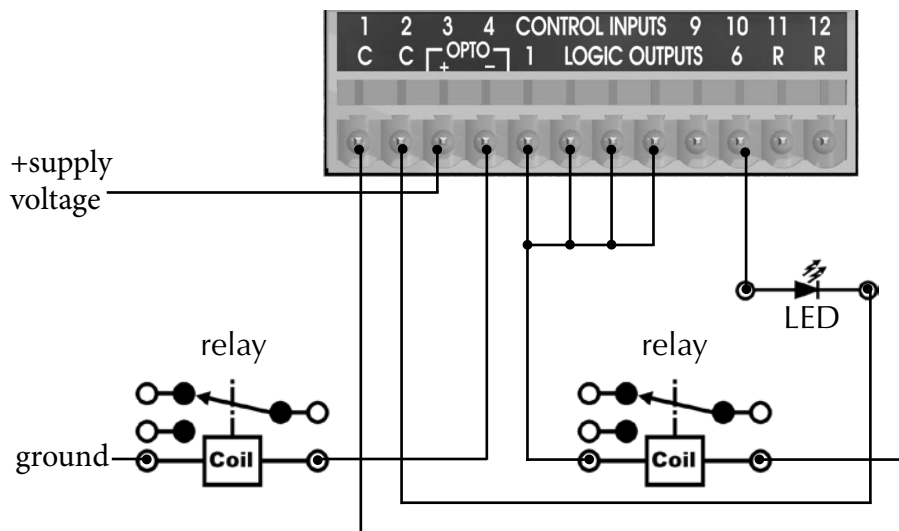 1 2 3 4 CONTROL INPUTS 9 10 11 12
C C OPTO 1 LOGIC OUTPUTS 6 R R
+ −
+supply
voltage
LED
relay relay
ground Coil Coil